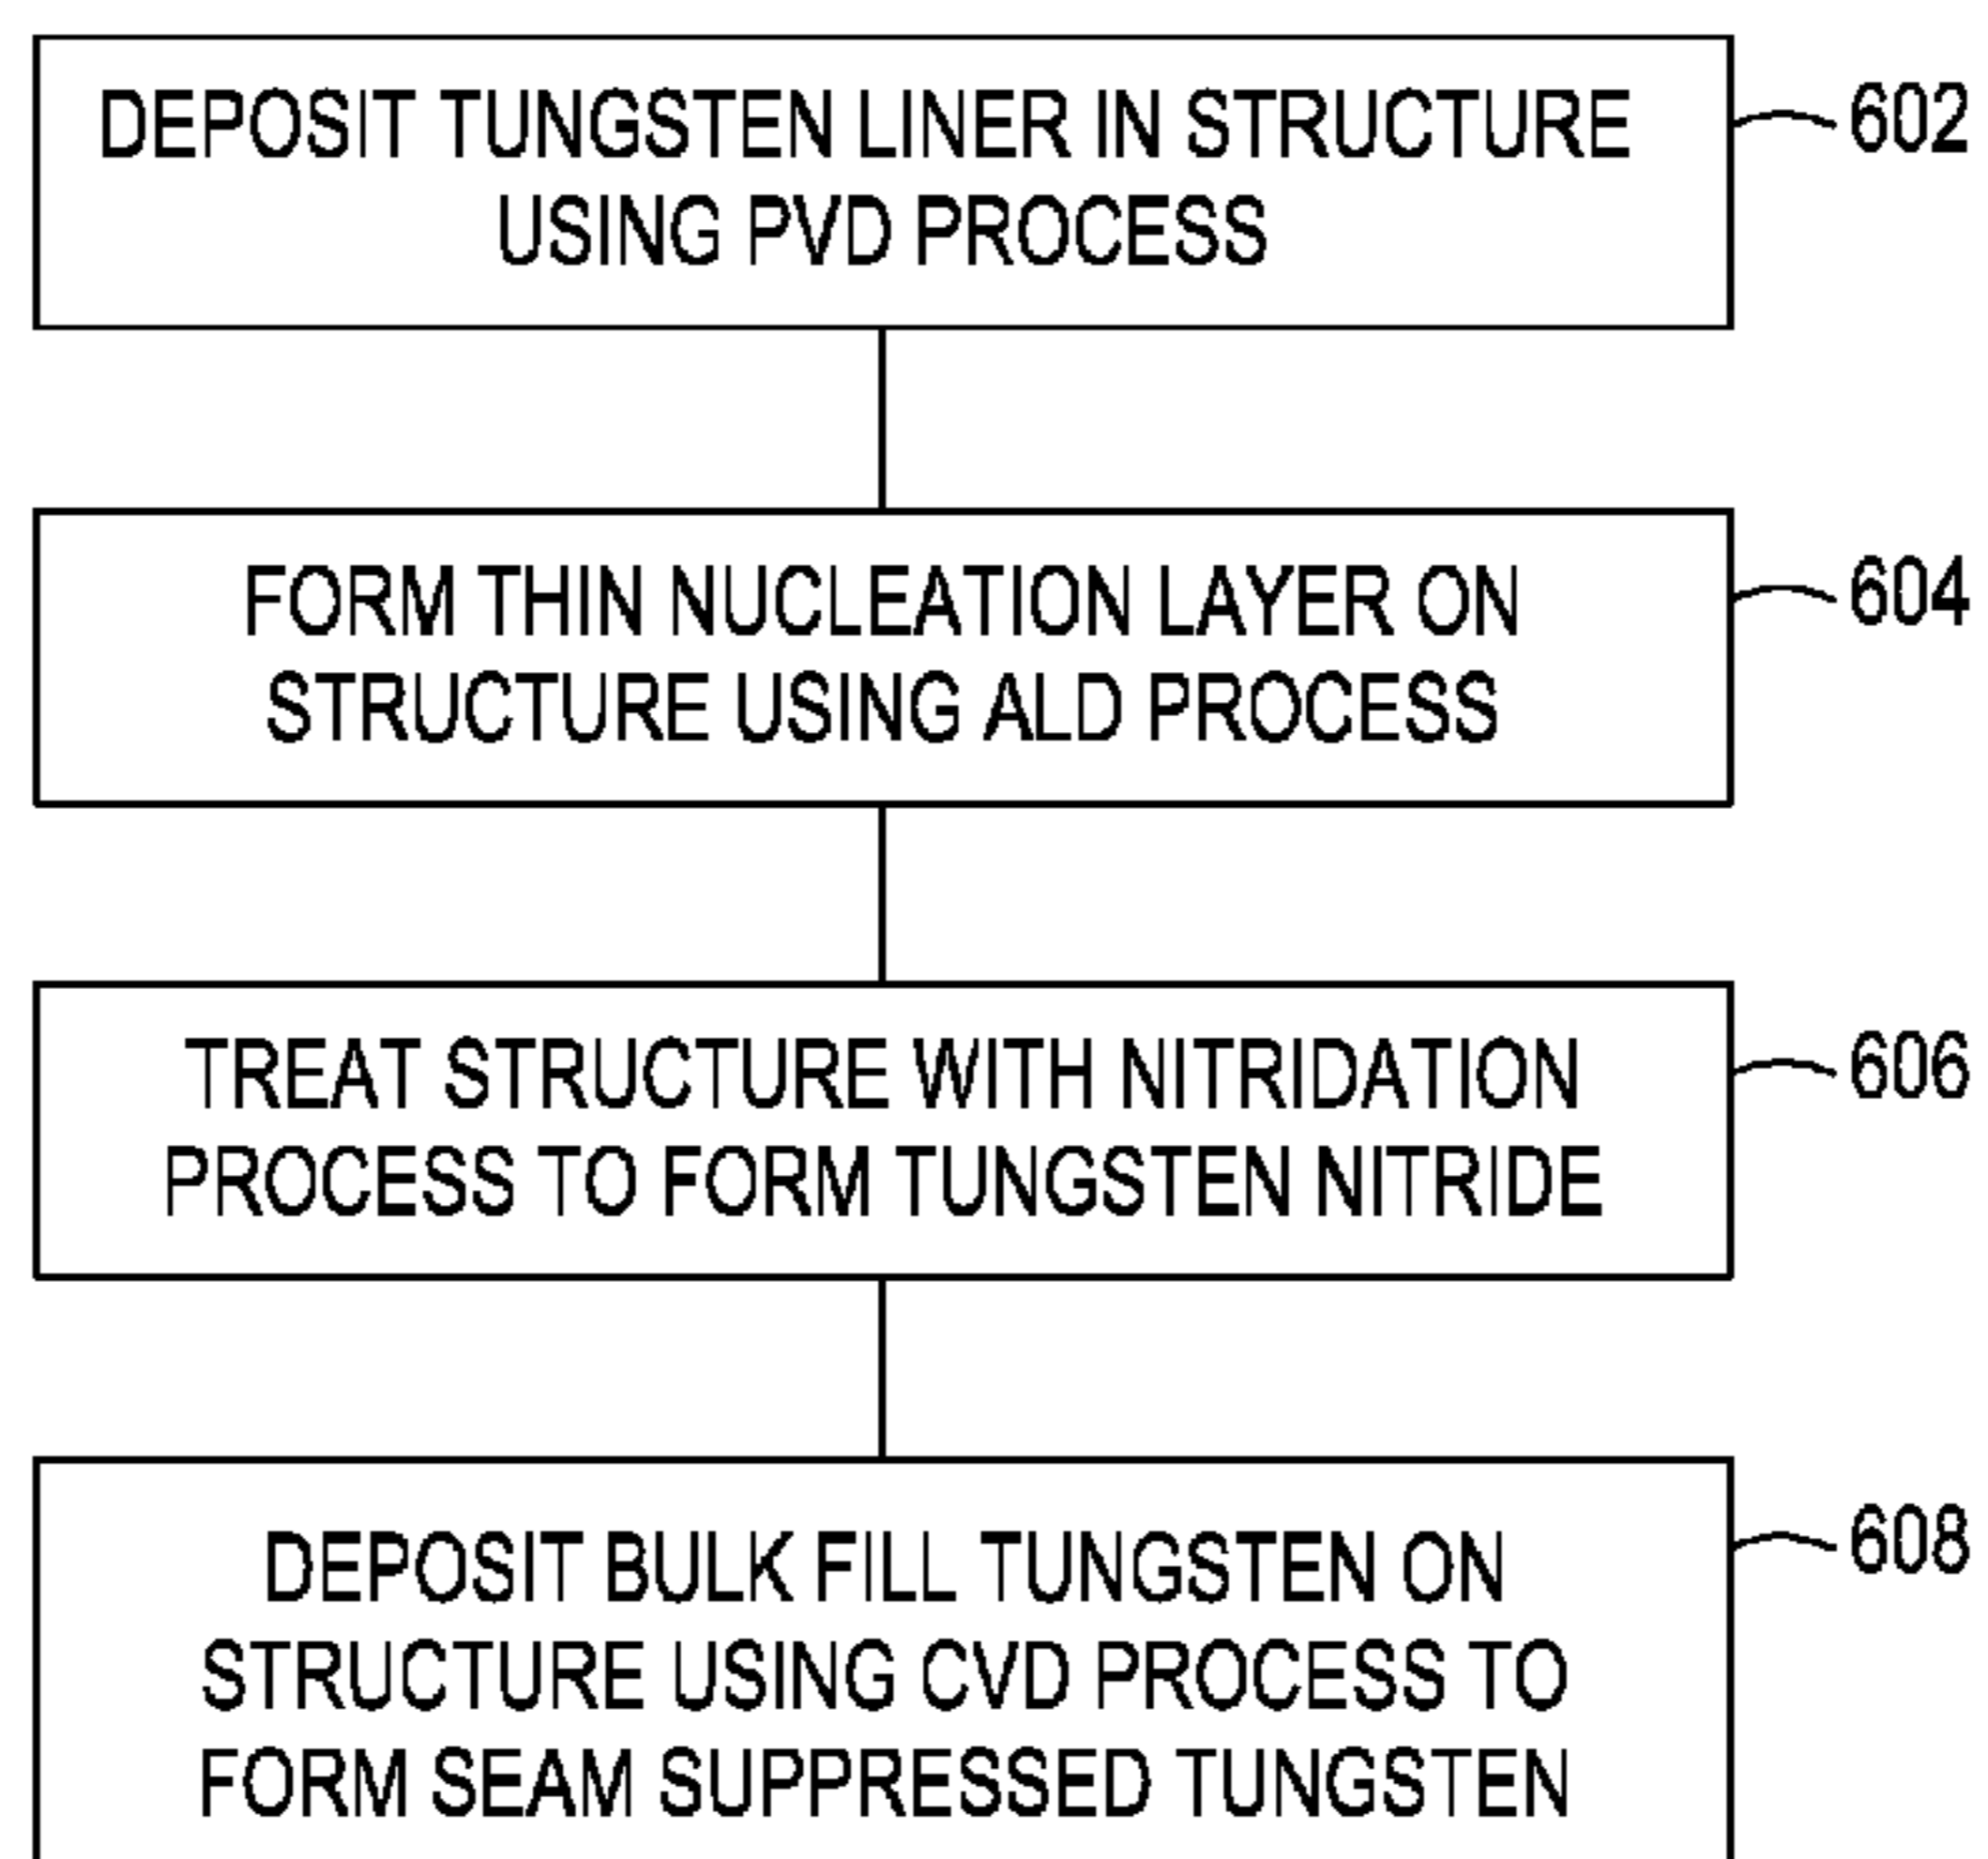 DEPOSIT TUNGSTEN LINER IN STRUCTURE
USING PVD PROCESS
602
FORM THIN NUCLEATION LAYER ON
STRUCTURE USING ALD PROCESS
604
TREAT STRUCTURE WITH NITRIDATION
PROCESS TO FORM TUNGSTEN NITRIDE
606
DEPOSIT BULK FILL TUNGSTEN ON
STRUCTURE USING CVD PROCESS TO
FORM SEAM SUPPRESSED TUNGSTEN
608